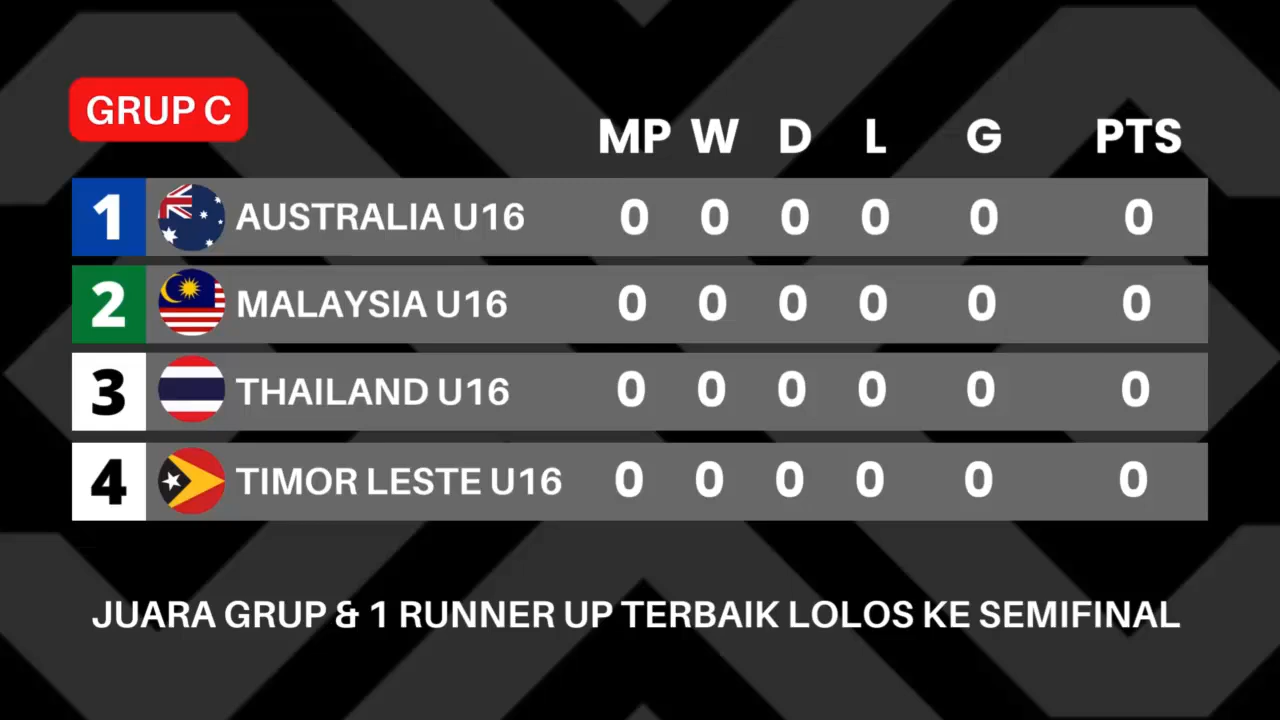 GRUP C
MP W D L G PTS
1 AUSTRALIA U16 0 0 0 0 0 0
2 MALAYSIA U16 0 0 0 0 0 0
3 THAILAND U16 0 0 0 0 0 0
4 TIMOR LESTE U16 0 0 0 0 0 0
JUARA GRUP & 1 RUNNER UP TERBAIK LOLOS KE SEMIFINAL